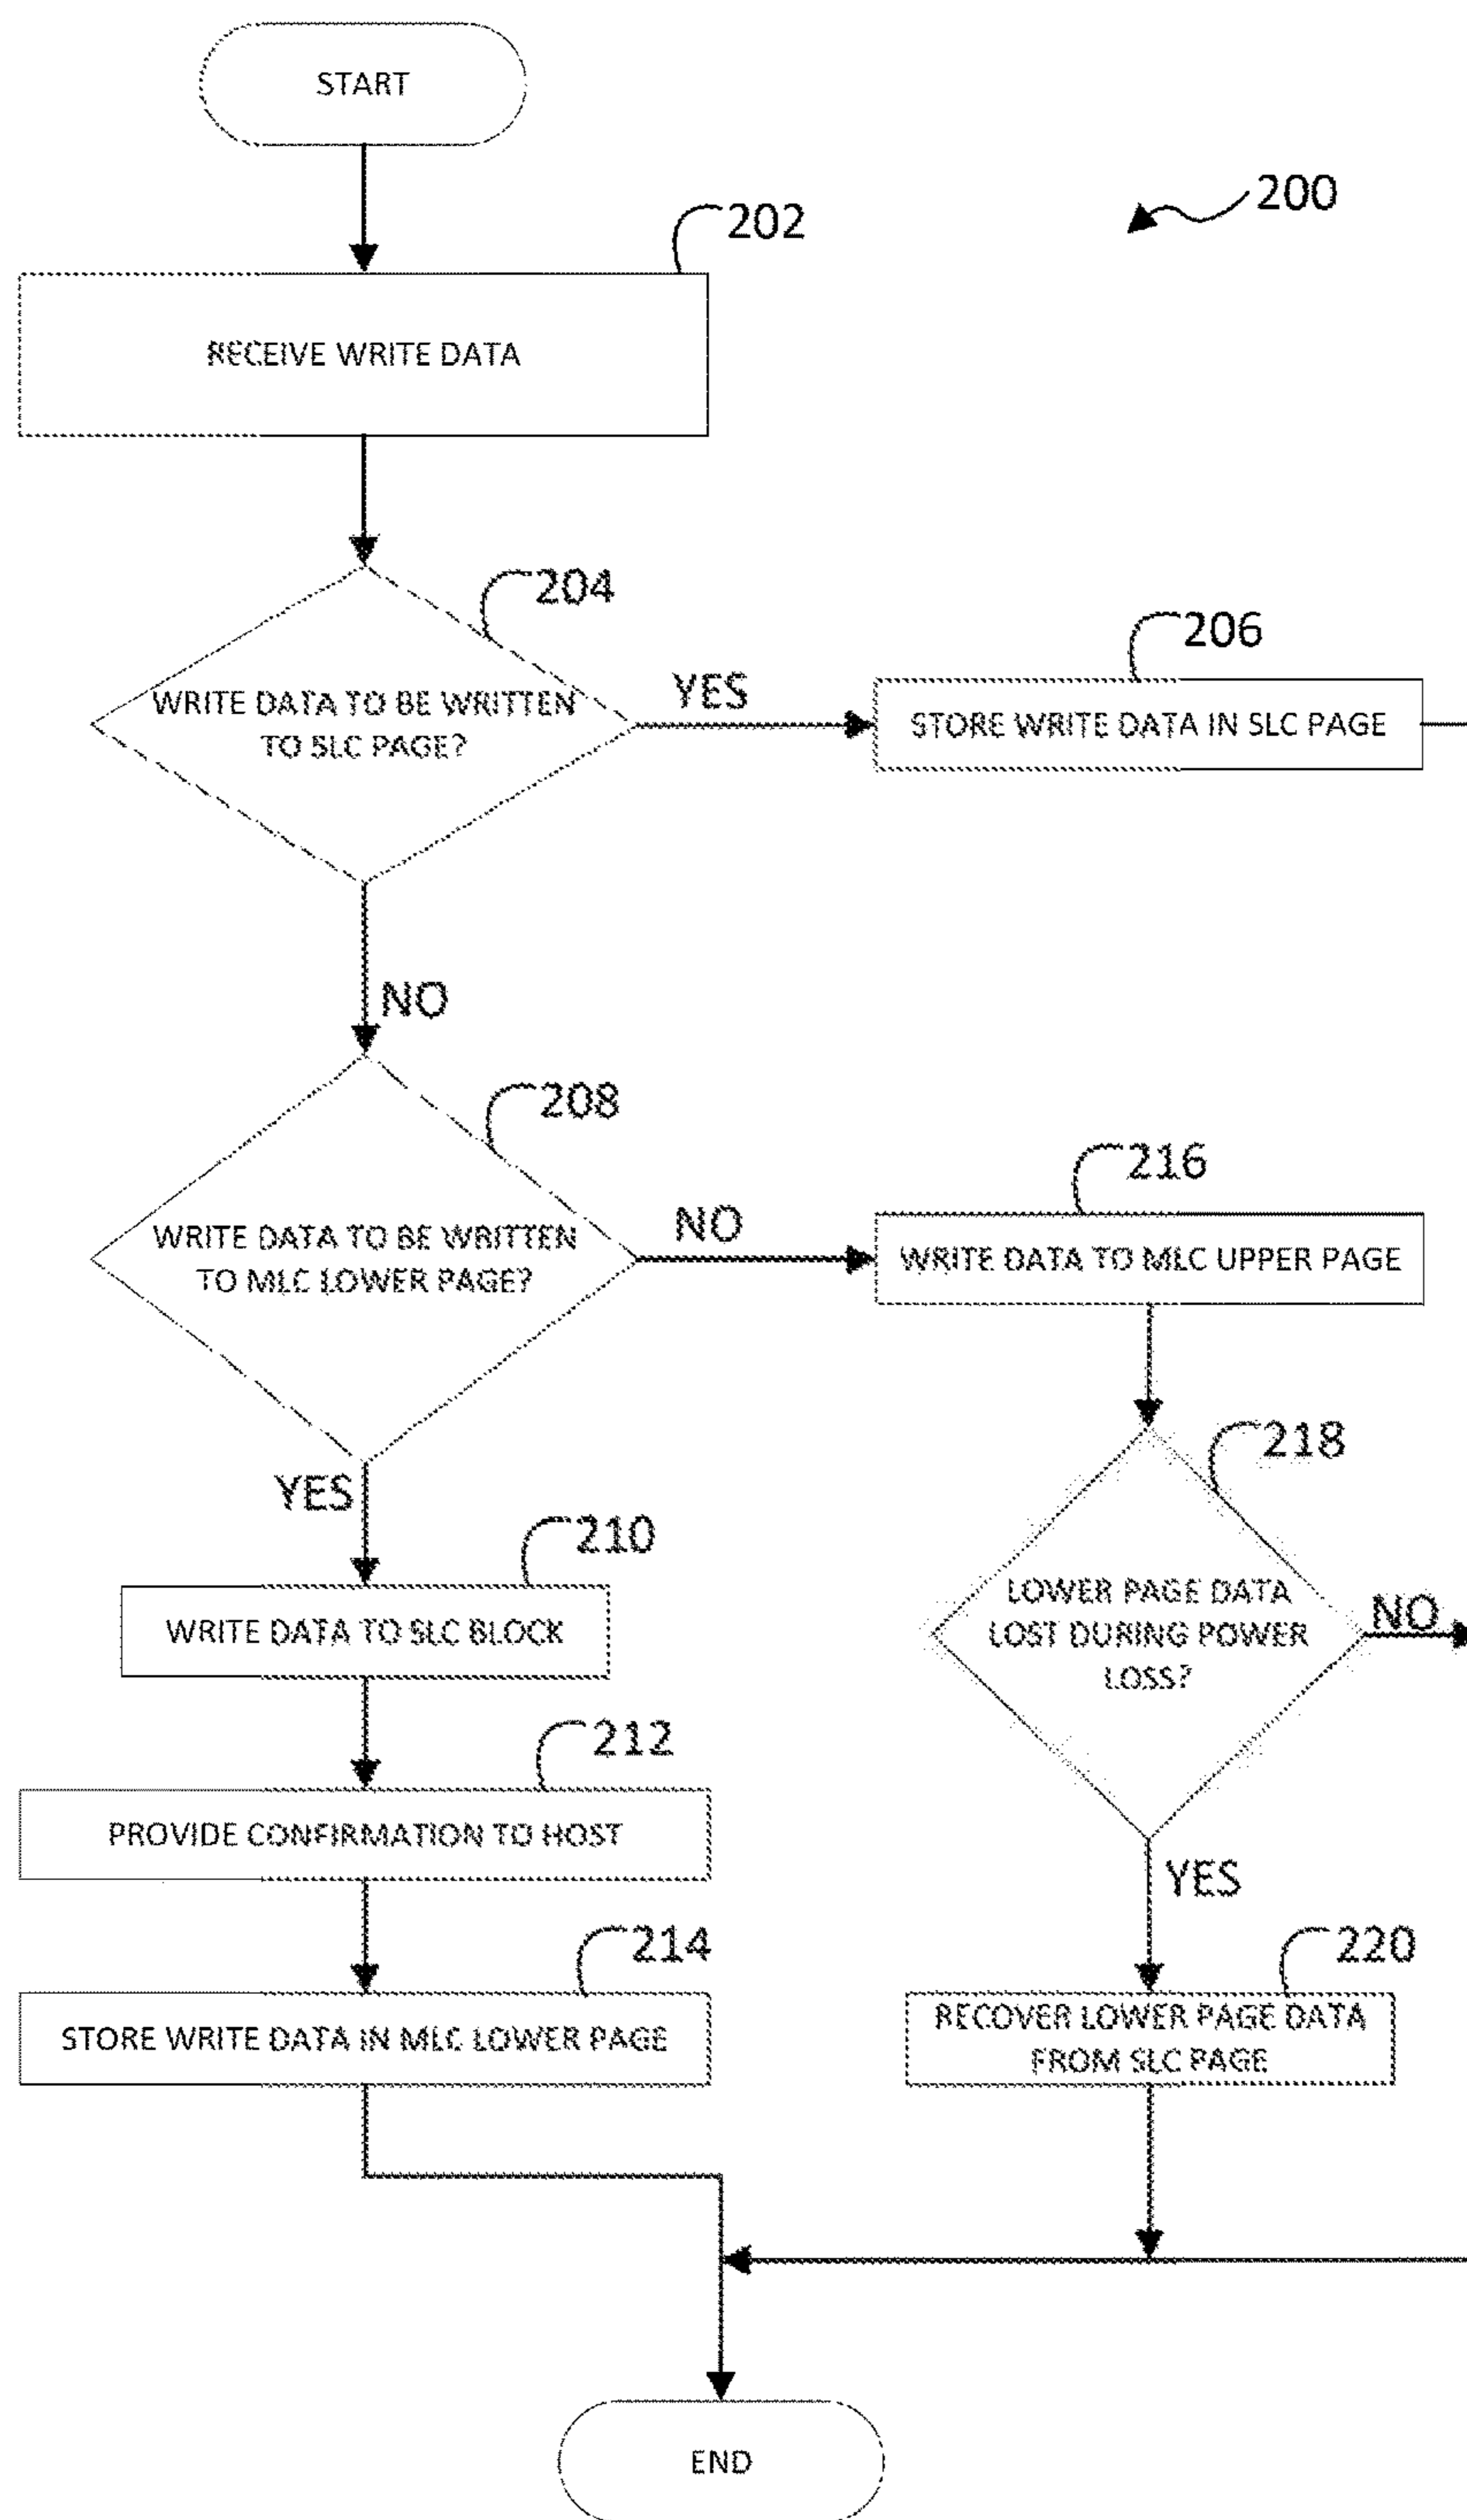 START
200
202
RECEIVE WRITE DATA
204
WRITE DATA TO BE WRITTEN
TO SLC PAGE?
YES
206
STORE WRITE DATA IN SLC PAGE
NO
208
WRITE DATA TO BE WRITTEN
TO MLC LOWER PAGE?
NO
216
WRITE DATA TO MLC UPPER PAGE
YES
210
WRITE DATA TO SLC BLOCK
218
LOWER PAGE DATA
LOST DURING POWER
LOSS?
NO
212
PROVIDE CONFIRMATION TO HOST
YES
214
STORE WRITE DATA IN MLC LOWER PAGE
220
RECOVER LOWER PAGE DATA
FROM SLC PAGE
END